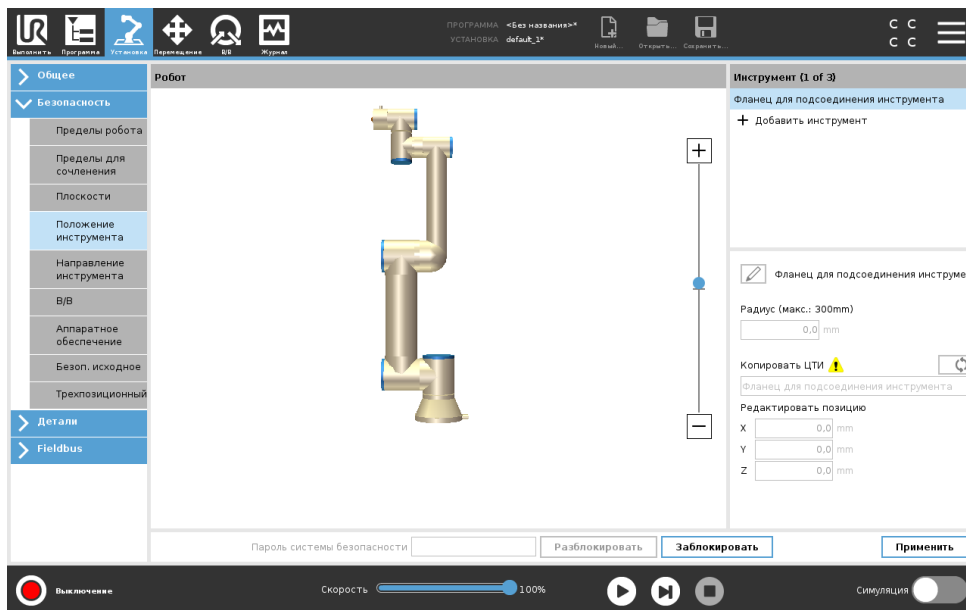 ПРОГРАММА <Без названия>*
УСТАНОВКА default_1*
Выполнить Программа Установка Перемещение В/В Журнал
Новый... Открыть... Сохранить...
C C
C C
Общее
Безопасность
Пределы робота
Пределы для
сочленения
Плоскости
Положение
инструмента
Направление
инструмента
В/В
Аппаратное
обеспечение
Безоп. исходное
Трехпозиционный
Детали
Fieldbus
Робот
Инструмент (1 of 3)
Фланец для подсоединения инструмента
Добавить инструмент
Фланец для подсоединения инструме
Радиус (макс.: 300mm)
0,0 mm
Копировать ЦТИ
Фланец для подсоединения инструмента
Редактировать позицию
X 0,0 mm
Y 0,0 mm
Z 0,0 mm
Пароль системы безопасности Разблокировать Заблокировать Применить
Выключение Скорость 100% Симуляция